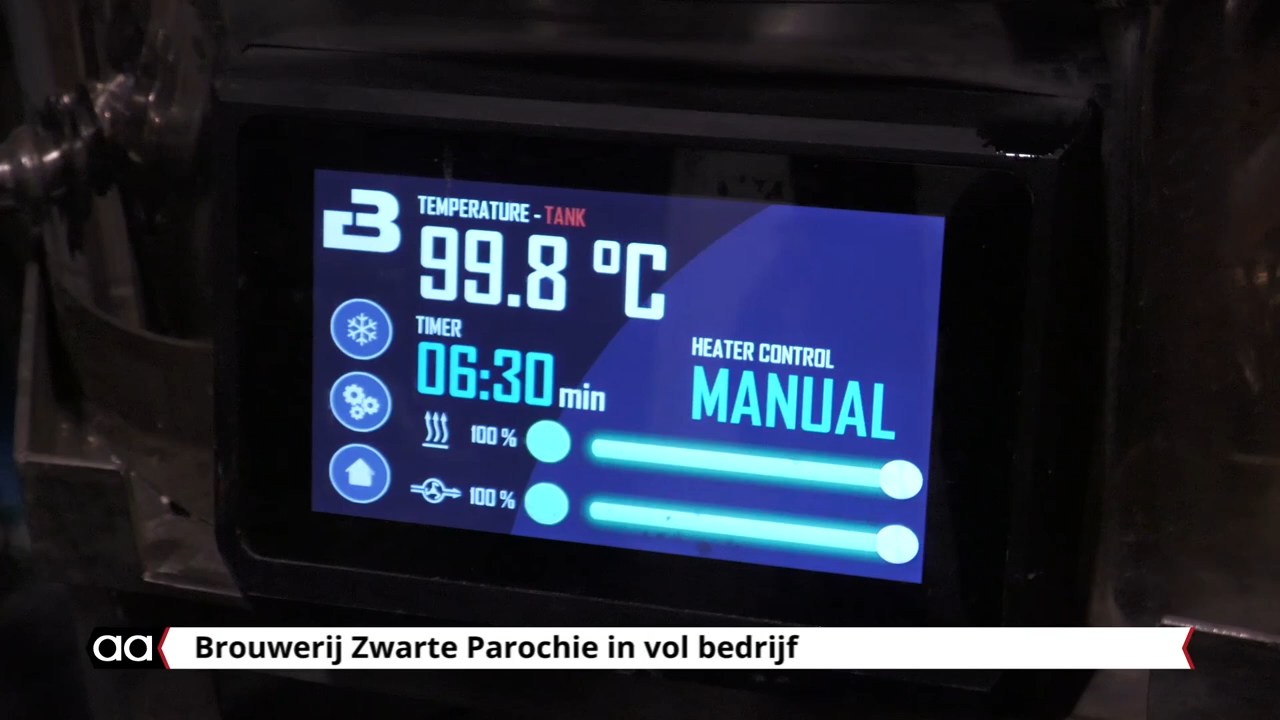 B
TEMPERATURE - TANK
99.8 °C
TIMER
06:30 min
HEATER CONTROL
MANUAL
100 %
100 %
aa
Brouwerij Zwarte Parochie in vol bedrijf